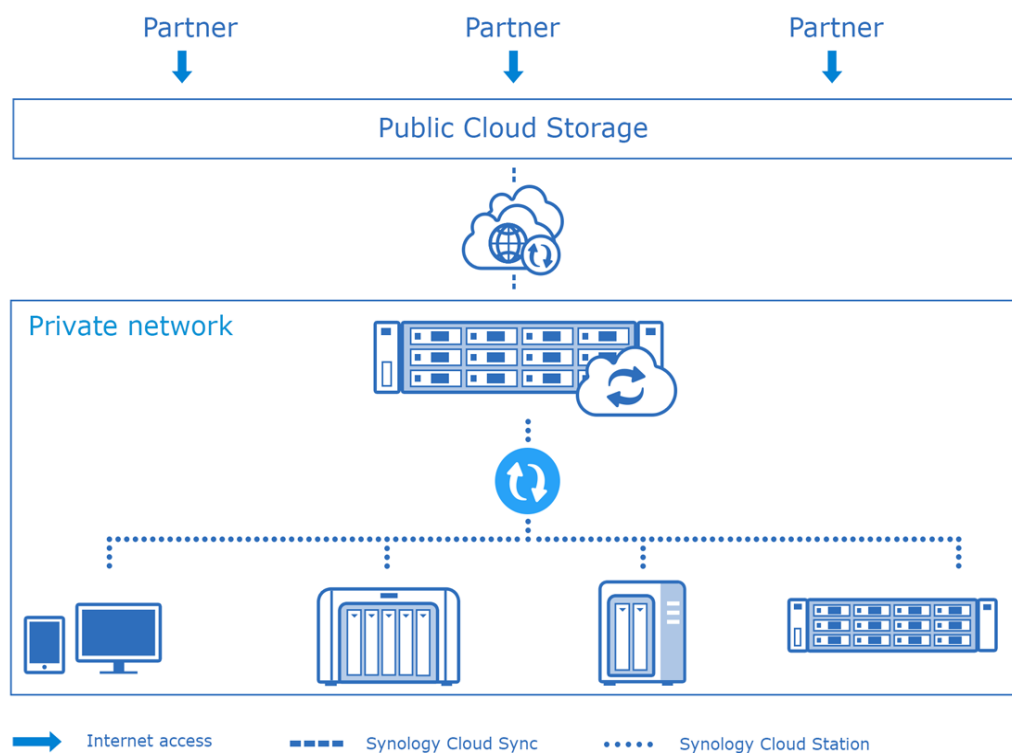 Partner
Partner
Partner
Public Cloud Storage
Private network
Internet access
Synology Cloud Sync
Synology Cloud Station